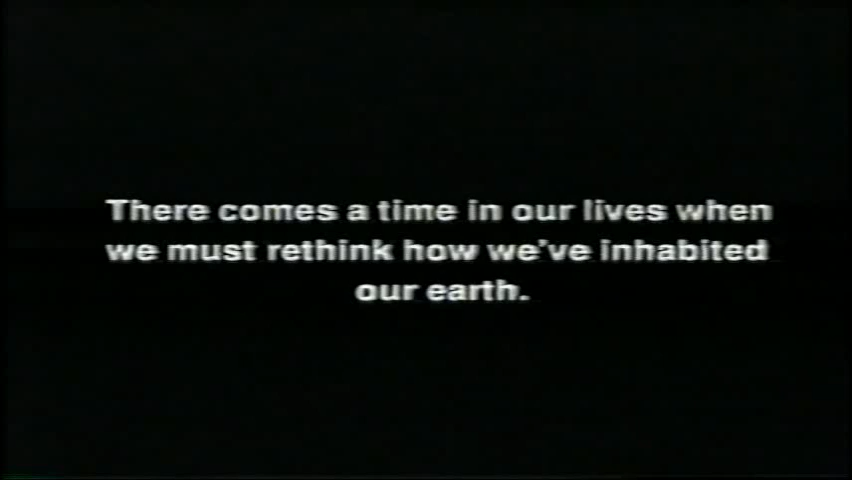 There comes a time in our lives when
we must rethink how we've inhabited
our earth.